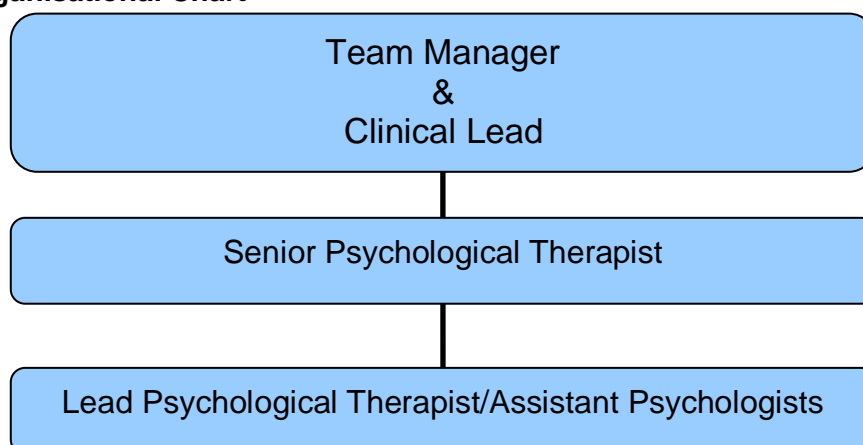 Team Manager
&
Clinical Lead
Senior Psychological Therapist
Lead Psychological Therapist/Assistant Psychologists